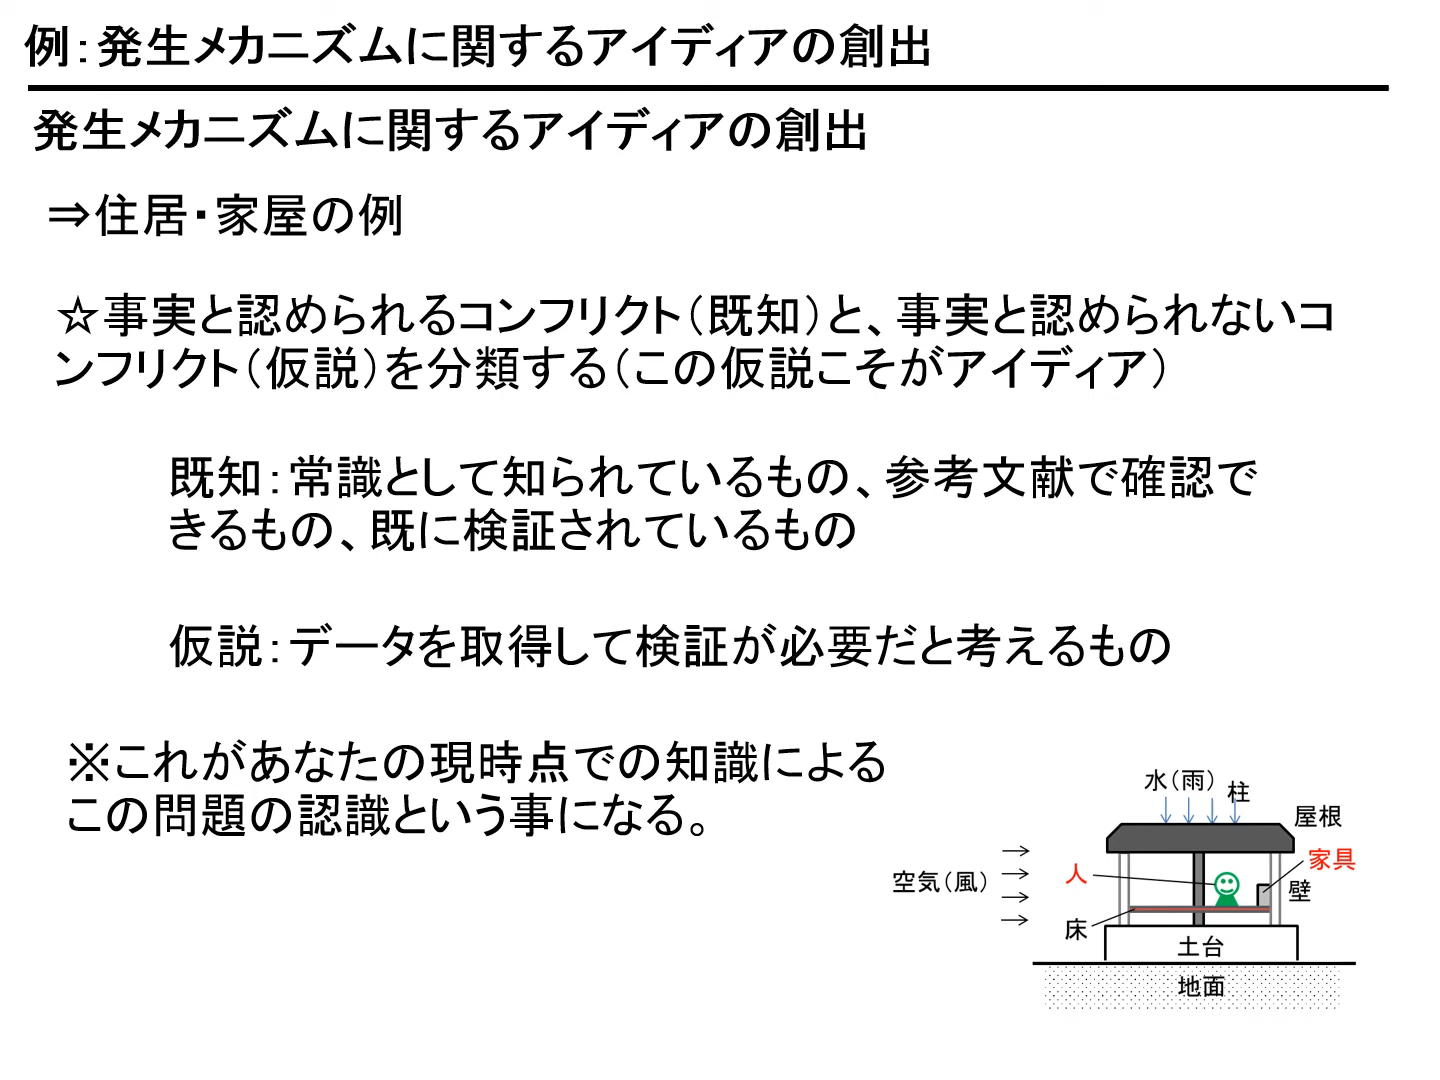 例：発生メカニズムに関するアイディアの創出
発生メカニズムに関するアイディアの創出
⇒住居・家屋の例
☆事実と認められるコンフリクト（既知）と、事実と認められないコ
ンフリクト（仮説）を分類する（この仮説こそがアイディア）
既知：常識として知られているもの、参考文献で確認で
きるもの、既に検証されているもの
仮説：データを取得して検証が必要だと考えるもの
※これがあなたの現時点での知識による
この問題の認識という事になる。
水（雨）
柱
屋根
家具
人
空気（風）
壁
床
土台
地面